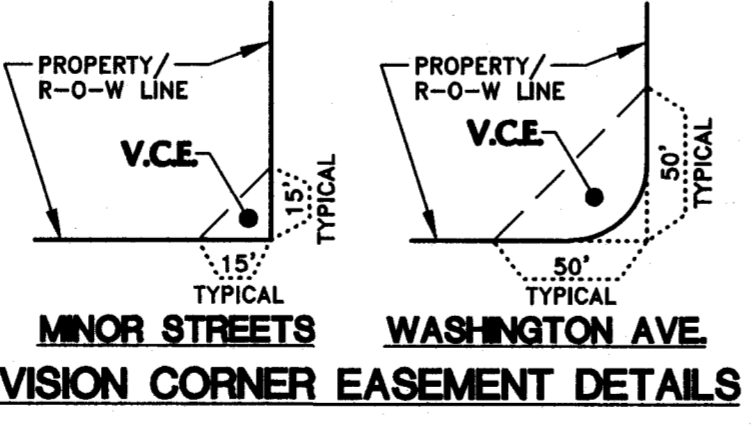 PROPERTY/
R-O-W LINE
V.C.E.
15'
TYPICAL
15'
TYPICAL
MINOR STREETS
PROPERTY/
R-O-W LINE
V.C.E.
50'
TYPICAL
50'
TYPICAL
WASHINGTON AVE.
VISION CORNER EASEMENT DETAILS